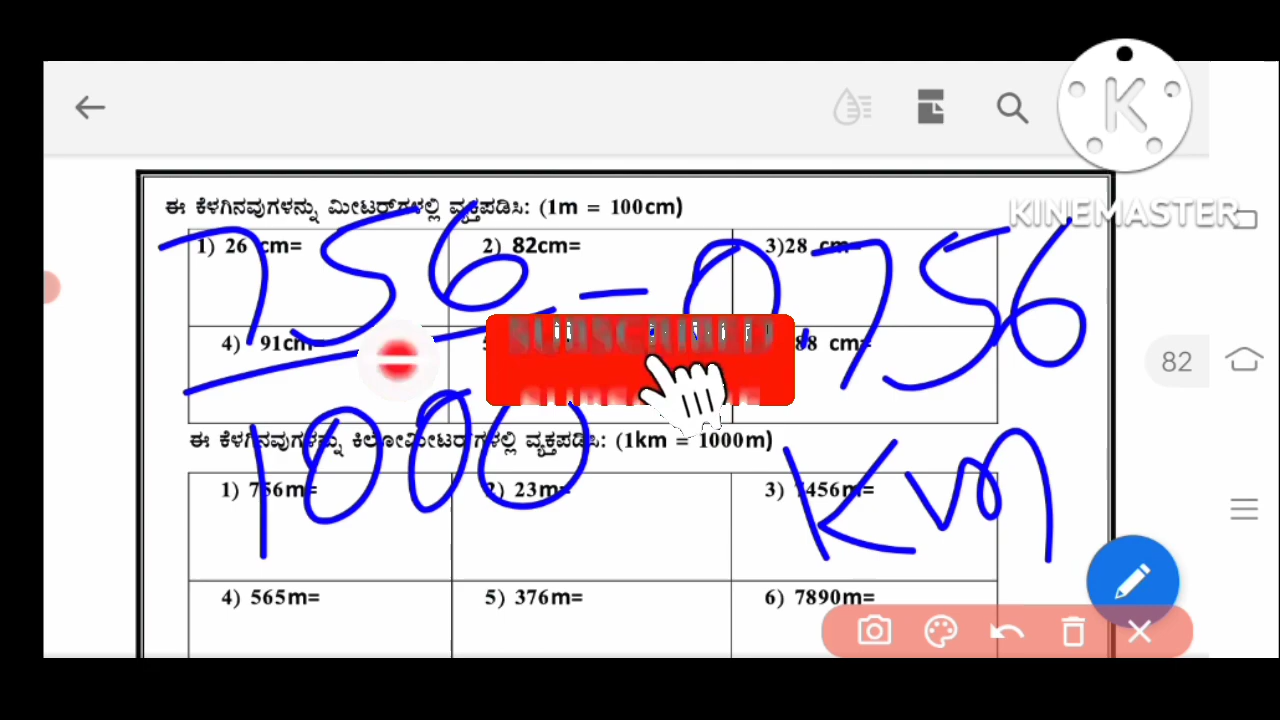 KINEMASTER
82
ಈ ಕೆಳಗಿನವುಗಳನ್ನು ಮೀಟರ್‌ಗಳಲ್ಲಿ ವ್ಯಕ್ತಪಡಿಸಿ: (1m = 100cm)
1) 26 cm= 2) 82cm= 3)28 cm=
756 - 0.756
4) 91cm= 88 cm=
1000 Km
ಈ ಕೆಳಗಿನವುಗಳನ್ನು ಕಿಲೋಮೀಟರ್‌ಗಳಲ್ಲಿ ವ್ಯಕ್ತಪಡಿಸಿ: (1km = 1000m)
1) 756m= 2) 23m= 3) 456m=
4) 565m= 5) 376m= 6) 7890m=